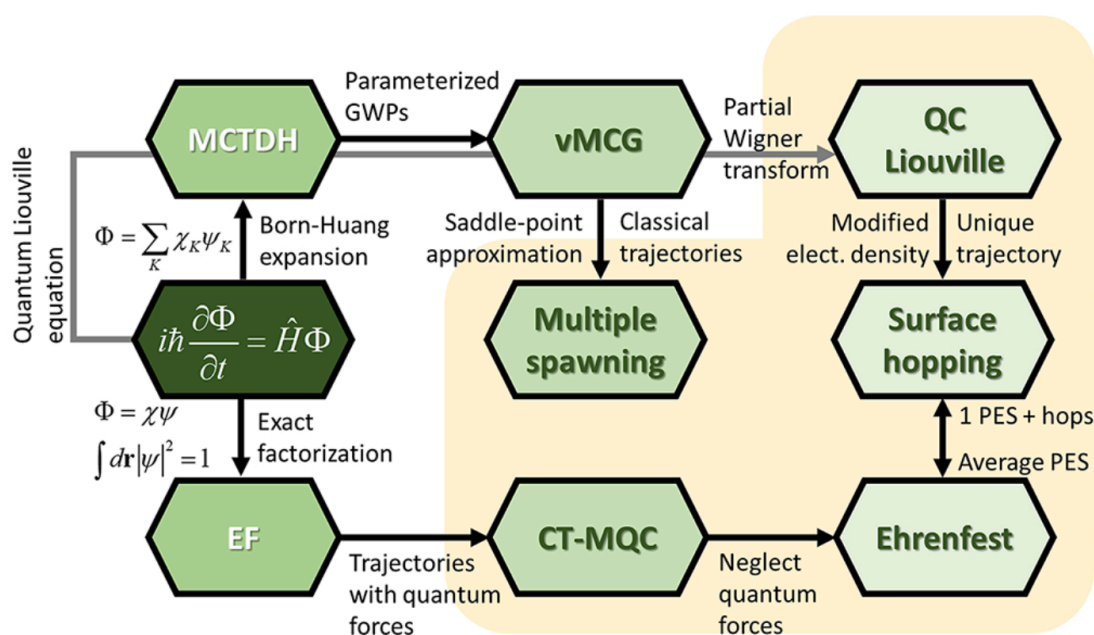 Parameterized
GWPs
MCTDH
vMCG
Partial
Wigner
transform
QC
Liouville
Quantum Liouville
equation
Φ = ∑_K χ_K ψ_K
Born-Huang
expansion
Saddle-point
approximation
Classical
trajectories
Modified
elect. density
Unique
trajectory
iħ ∂Φ/∂t = ĤΦ
Multiple
spawning
Surface
hopping
Φ = χψ
∫ dr|ψ|² = 1
Exact
factorization
1 PES + hops
Average PES
EF
CT-MQC
Ehrenfest
Trajectories
with quantum
forces
Neglect
quantum
forces